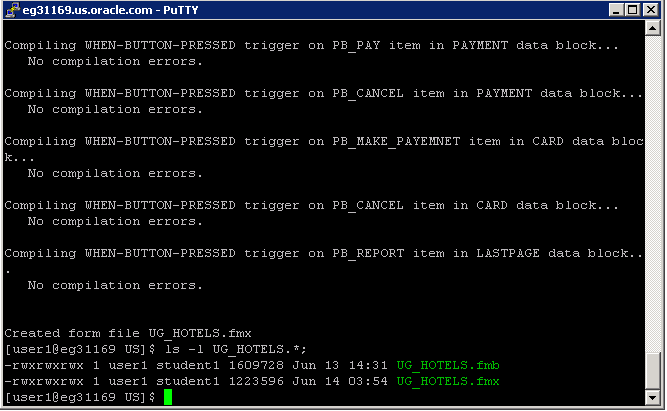 eg31169.us.oracle.com - PuTTY
Compiling WHEN-BUTTON-PRESSED trigger on PB_PAY item in PAYMENT data block...
   No compilation errors.
Compiling WHEN-BUTTON-PRESSED trigger on PB_CANCEL item in PAYMENT data block...
   No compilation errors.
Compiling WHEN-BUTTON-PRESSED trigger on PB_MAKE_PAYEMNET item in CARD data bloc
k...
   No compilation errors.
Compiling WHEN-BUTTON-PRESSED trigger on PB_CANCEL item in CARD data block...
   No compilation errors.
Compiling WHEN-BUTTON-PRESSED trigger on PB_REPORT item in LASTPAGE data block..
.
   No compilation errors.
Created form file UG_HOTELS.fmx
[user1@eg31169 US]$ ls -l UG_HOTELS.*;
-rwxrwxrwx 1 user1 student1 1609728 Jun 13 14:31 UG_HOTELS.fmb
-rwxrwxrwx 1 user1 student1 1223596 Jun 14 03:54 UG_HOTELS.fmx
[user1@eg31169 US]$